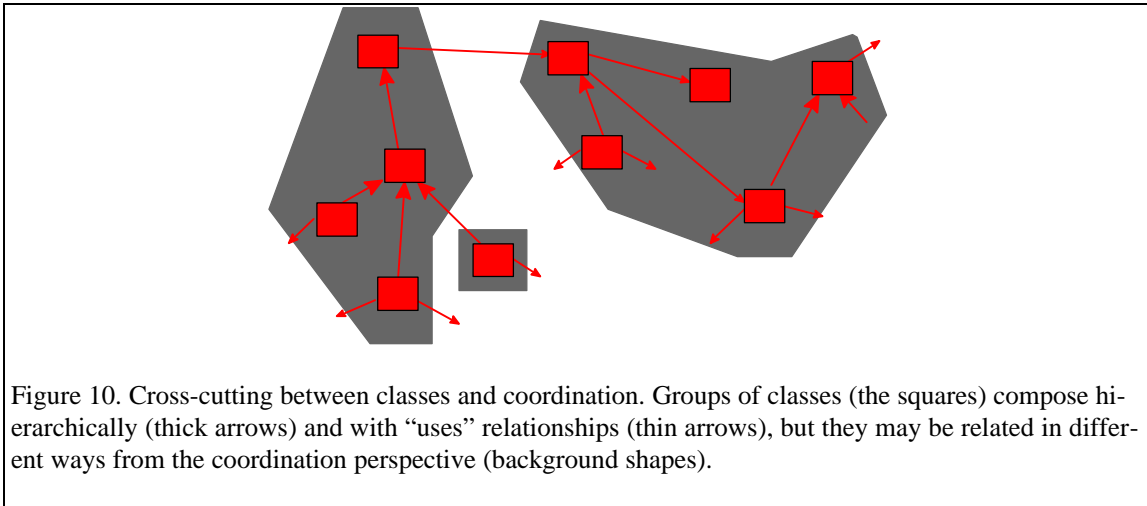 Figure 10. Cross-cutting between classes and coordination. Groups of classes (the squares) compose hi-
erarchically (thick arrows) and with “uses” relationships (thin arrows), but they may be related in differ-
ent ways from the coordination perspective (background shapes).